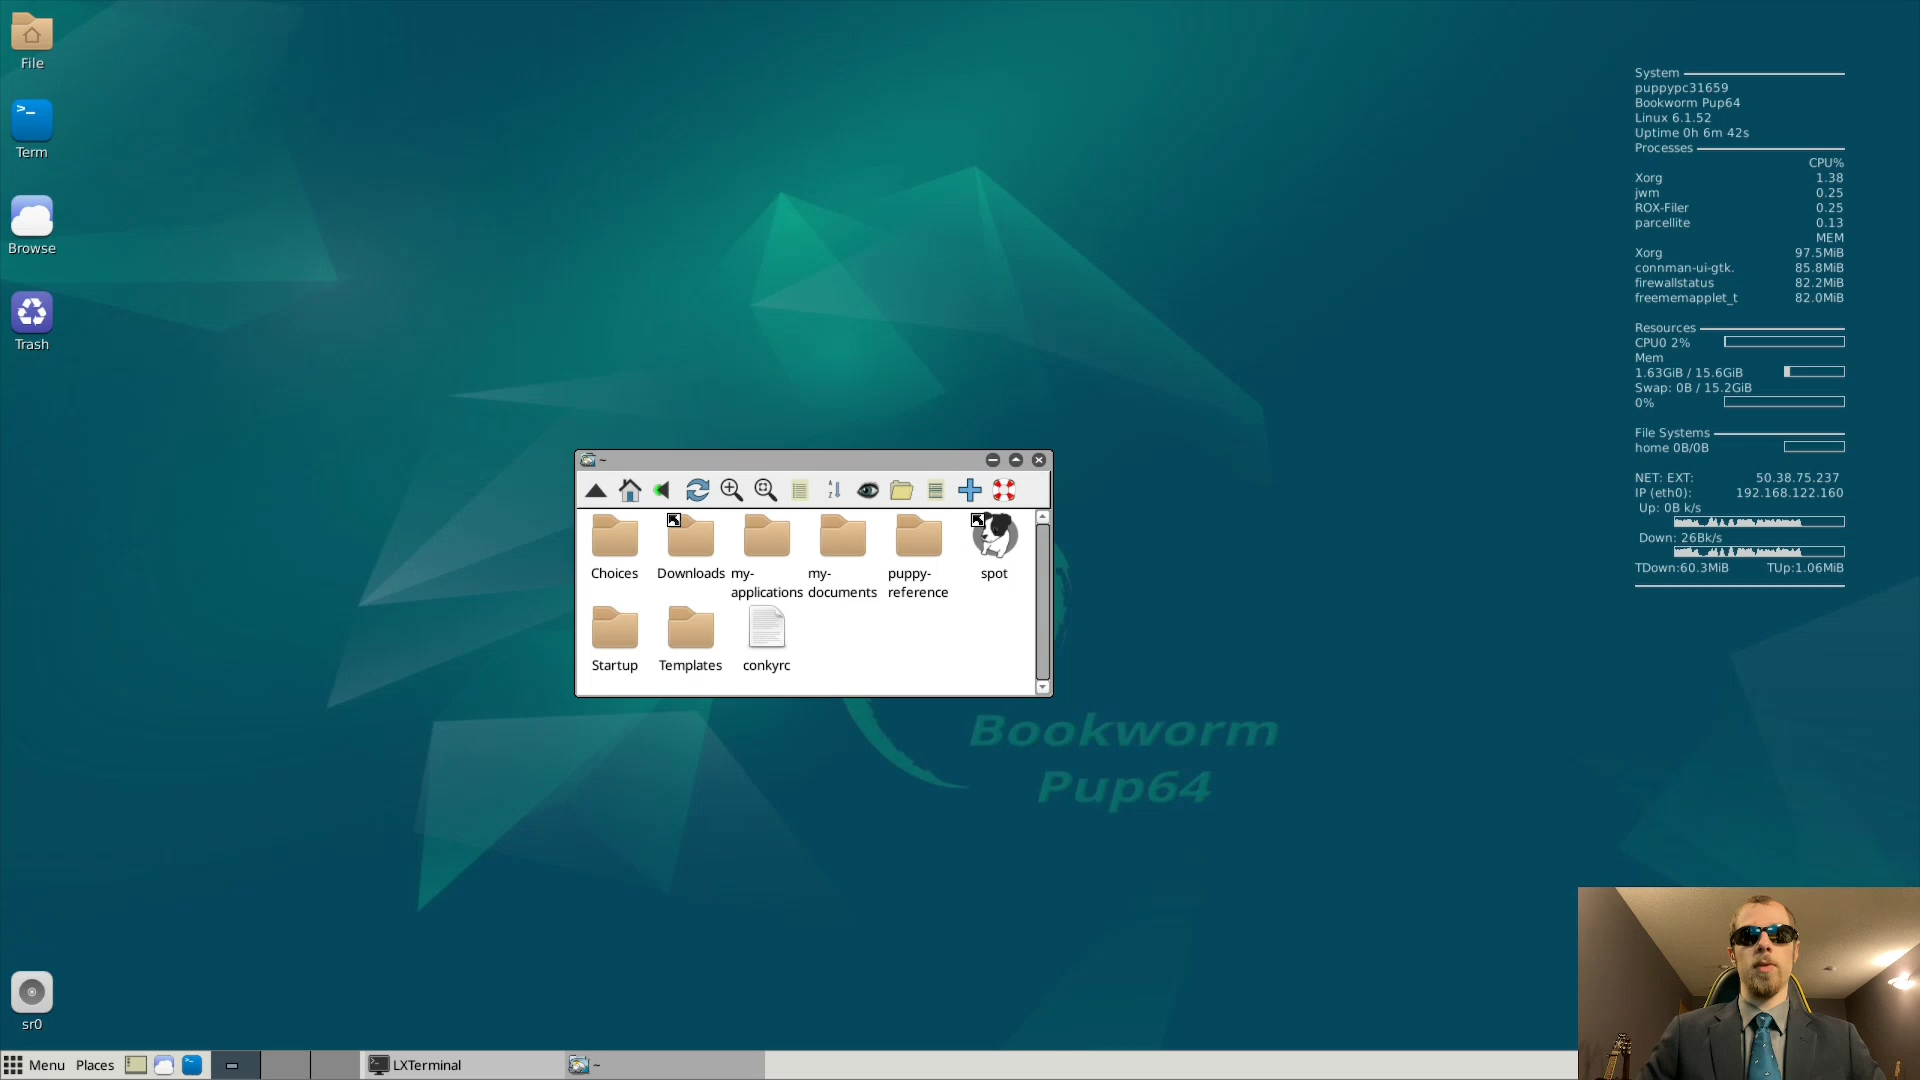 File
Term
Browse
Trash
sr0
System
puppypc31659
Bookworm Pup64
Linux 6.1.52
Uptime 0h 6m 42s
Processes
CPU%
Xorg 1.38
jwm 0.25
ROX-Filer 0.25
parcellite 0.13
MEM
Xorg 97.5MiB
connman-ui-gtk. 85.8MiB
firewallstatus 82.2MiB
freememapplet_t 82.0MiB
Resources
CPU0 2%
Mem
1.63GiB / 15.6GiB
Swap: 0B / 15.2GiB
0%
File Systems
home 0B/0B
NET: EXT: 50.38.75.237
IP (eth0): 192.168.122.160
Up: 0B k/s
Down: 26Bk/s
TDown:60.3MiB TUp:1.06MiB
~
Choices
Downloads
my-
applications
my-
documents
puppy-
reference
spot
Startup
Templates
conkyrc
Bookworm
Pup64
Menu Places LXTerminal ~